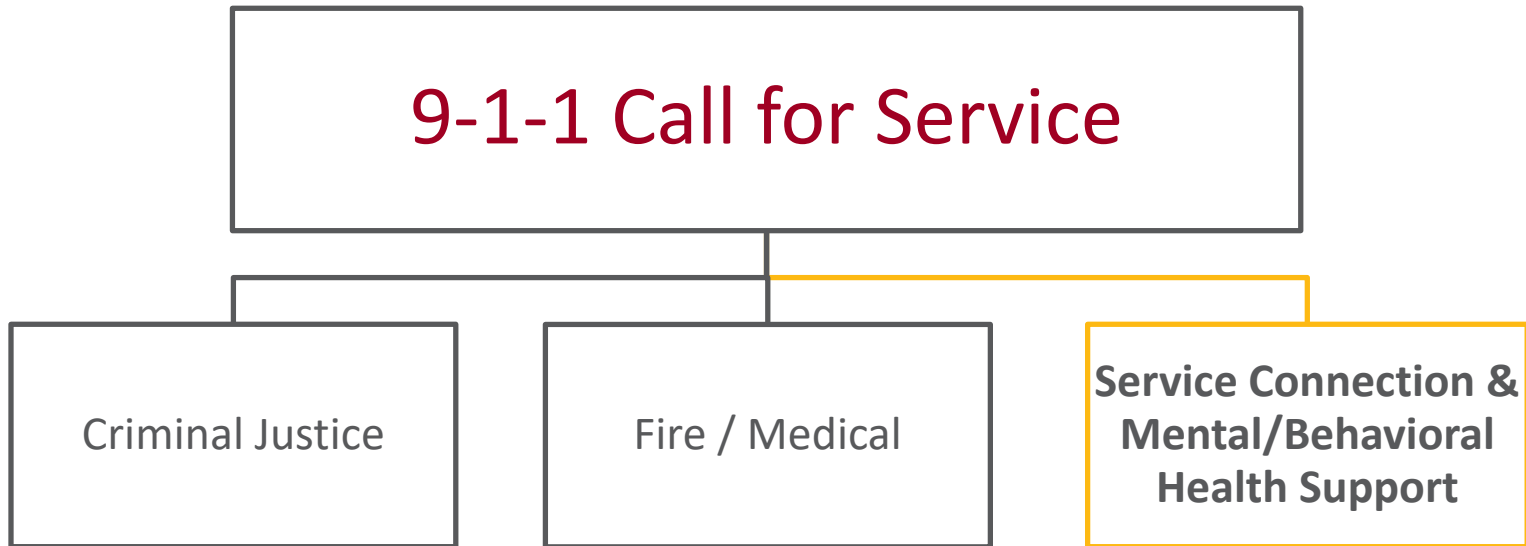 9-1-1 Call for Service
Criminal Justice
Fire / Medical
Service Connection &
Mental/Behavioral
Health Support